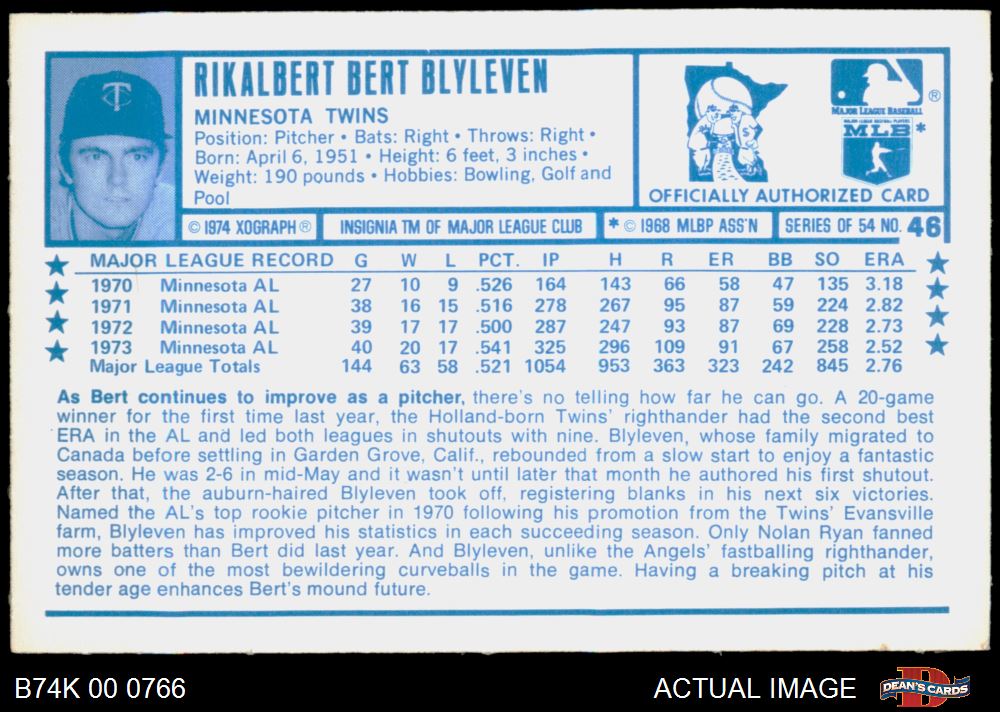 RIKALBERT BERT BLYLEVEN
MINNESOTA TWINS
Position: Pitcher • Bats: Right • Throws: Right •
Born: April 6, 1951 • Height: 6 feet, 3 inches •
Weight: 190 pounds • Hobbies: Bowling, Golf and
Pool
MAJOR LEAGUE BASEBALL ®
MLB *
OFFICIALLY AUTHORIZED CARD
© 1974 XOGRAPH ® INSIGNIA TM OF MAJOR LEAGUE CLUB * © 1968 MLBP ASS'N SERIES OF 54 NO. 46
MAJOR LEAGUE RECORD G W L PCT. IP H R ER BB SO ERA
1970 Minnesota AL 27 10 9 .526 164 143 66 58 47 135 3.18
1971 Minnesota AL 38 16 15 .516 278 267 95 87 59 224 2.82
1972 Minnesota AL 39 17 17 .500 287 247 93 87 69 228 2.73
1973 Minnesota AL 40 20 17 .541 325 296 109 91 67 258 2.52
Major League Totals 144 63 58 .521 1054 953 363 323 242 845 2.76
As Bert continues to improve as a pitcher, there's no telling how far he can go. A 20-game
winner for the first time last year, the Holland-born Twins' righthander had the second best
ERA in the AL and led both leagues in shutouts with nine. Blyleven, whose family migrated to
Canada before settling in Garden Grove, Calif., rebounded from a slow start to enjoy a fantastic
season. He was 2-6 in mid-May and it wasn't until later that month he authored his first shutout.
After that, the auburn-haired Blyleven took off, registering blanks in his next six victories.
Named the AL's top rookie pitcher in 1970 following his promotion from the Twins' Evansville
farm, Blyleven has improved his statistics in each succeeding season. Only Nolan Ryan fanned
more batters than Bert did last year. And Blyleven, unlike the Angels' fastballing righthander,
owns one of the most bewildering curveballs in the game. Having a breaking pitch at his
tender age enhances Bert's mound future.
B74K 00 0766
ACTUAL IMAGE
DEAN'S CARDS